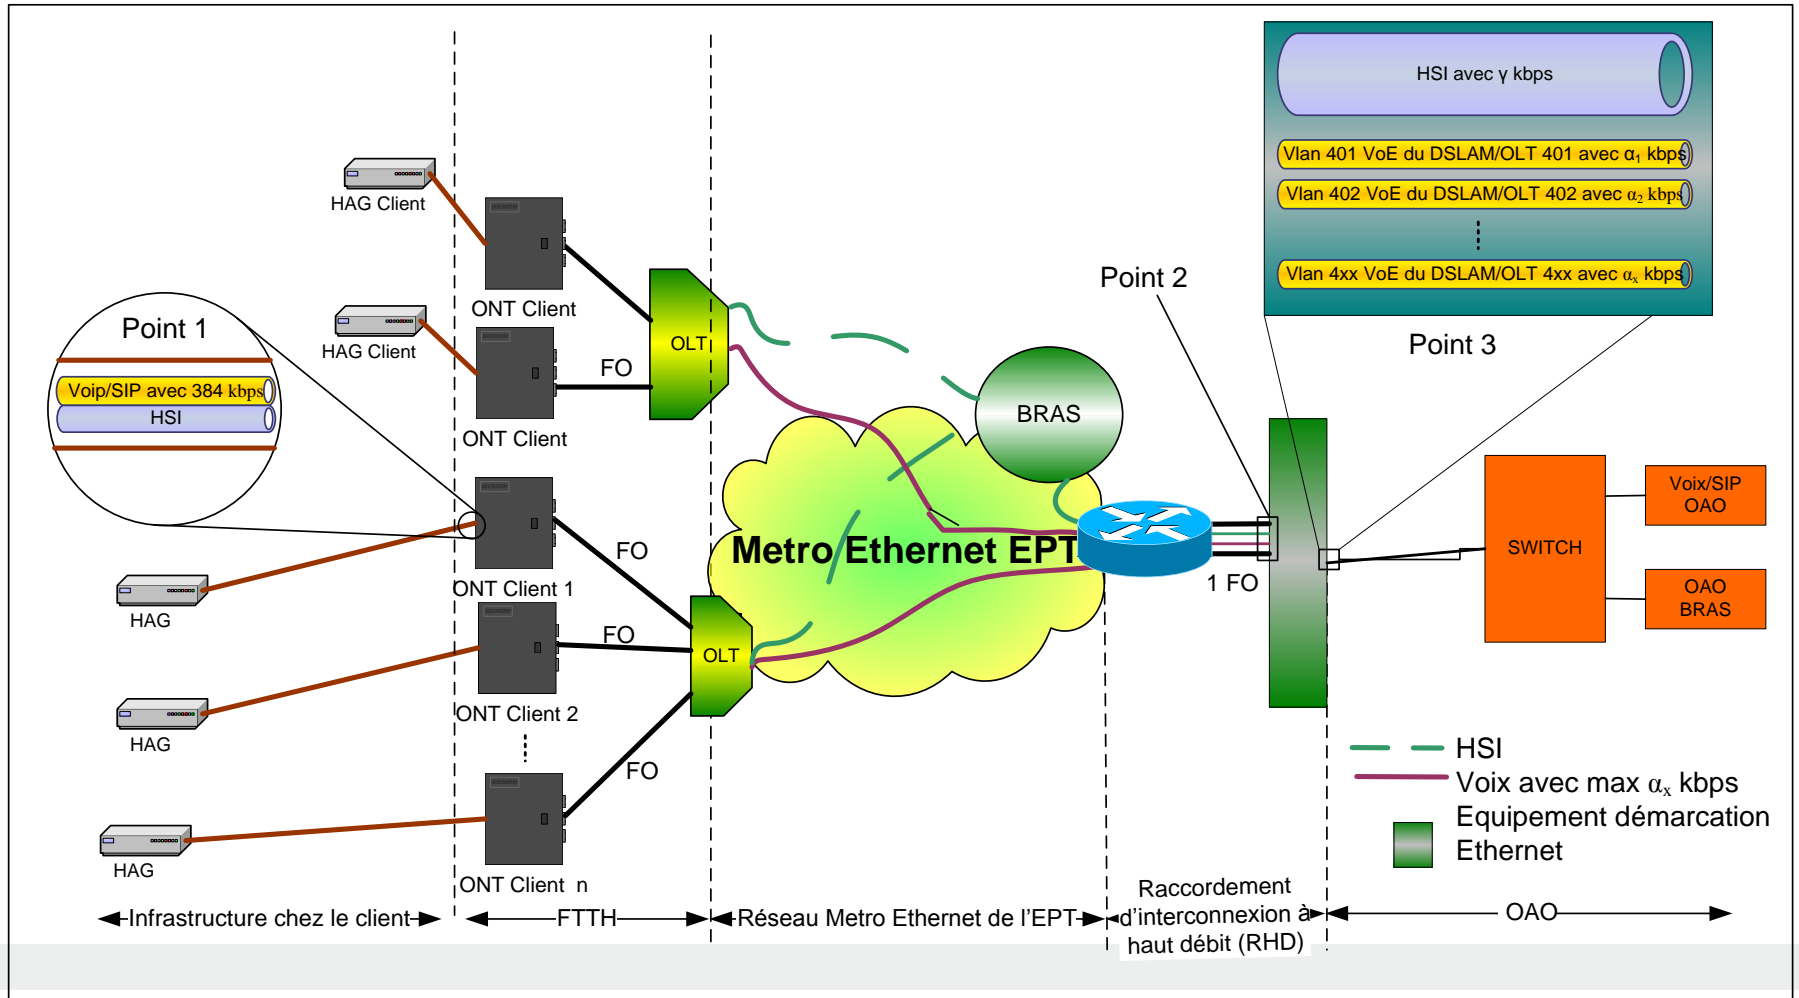 HSI avec γ kbps
Vlan 401 VoE du DSLAM/OLT 401 avec α1 kbps
Vlan 402 VoE du DSLAM/OLT 402 avec α2 kbps
Vlan 4xx VoE du DSLAM/OLT 4xx avec αx kbps
Point 3
Point 2
HAG Client
ONT Client
HAG Client
ONT Client
FO
OLT
Point 1
Voip/SIP avec 384 kbps
HSI
BRAS
Metro Ethernet EPT
1 FO
SWITCH
Voix/SIP
OAO
OAO
BRAS
FO
ONT Client 1
HAG
FO
OLT
ONT Client 2
HAG
FO
ONT Client n
HAG
HSI
Voix avec max αx kbps
Equipement démarcation
Ethernet
Infrastructure chez le client
FTTH
Réseau Metro Ethernet de l'EPT
Raccordement
d'interconnexion à
haut débit (RHD)
OAO